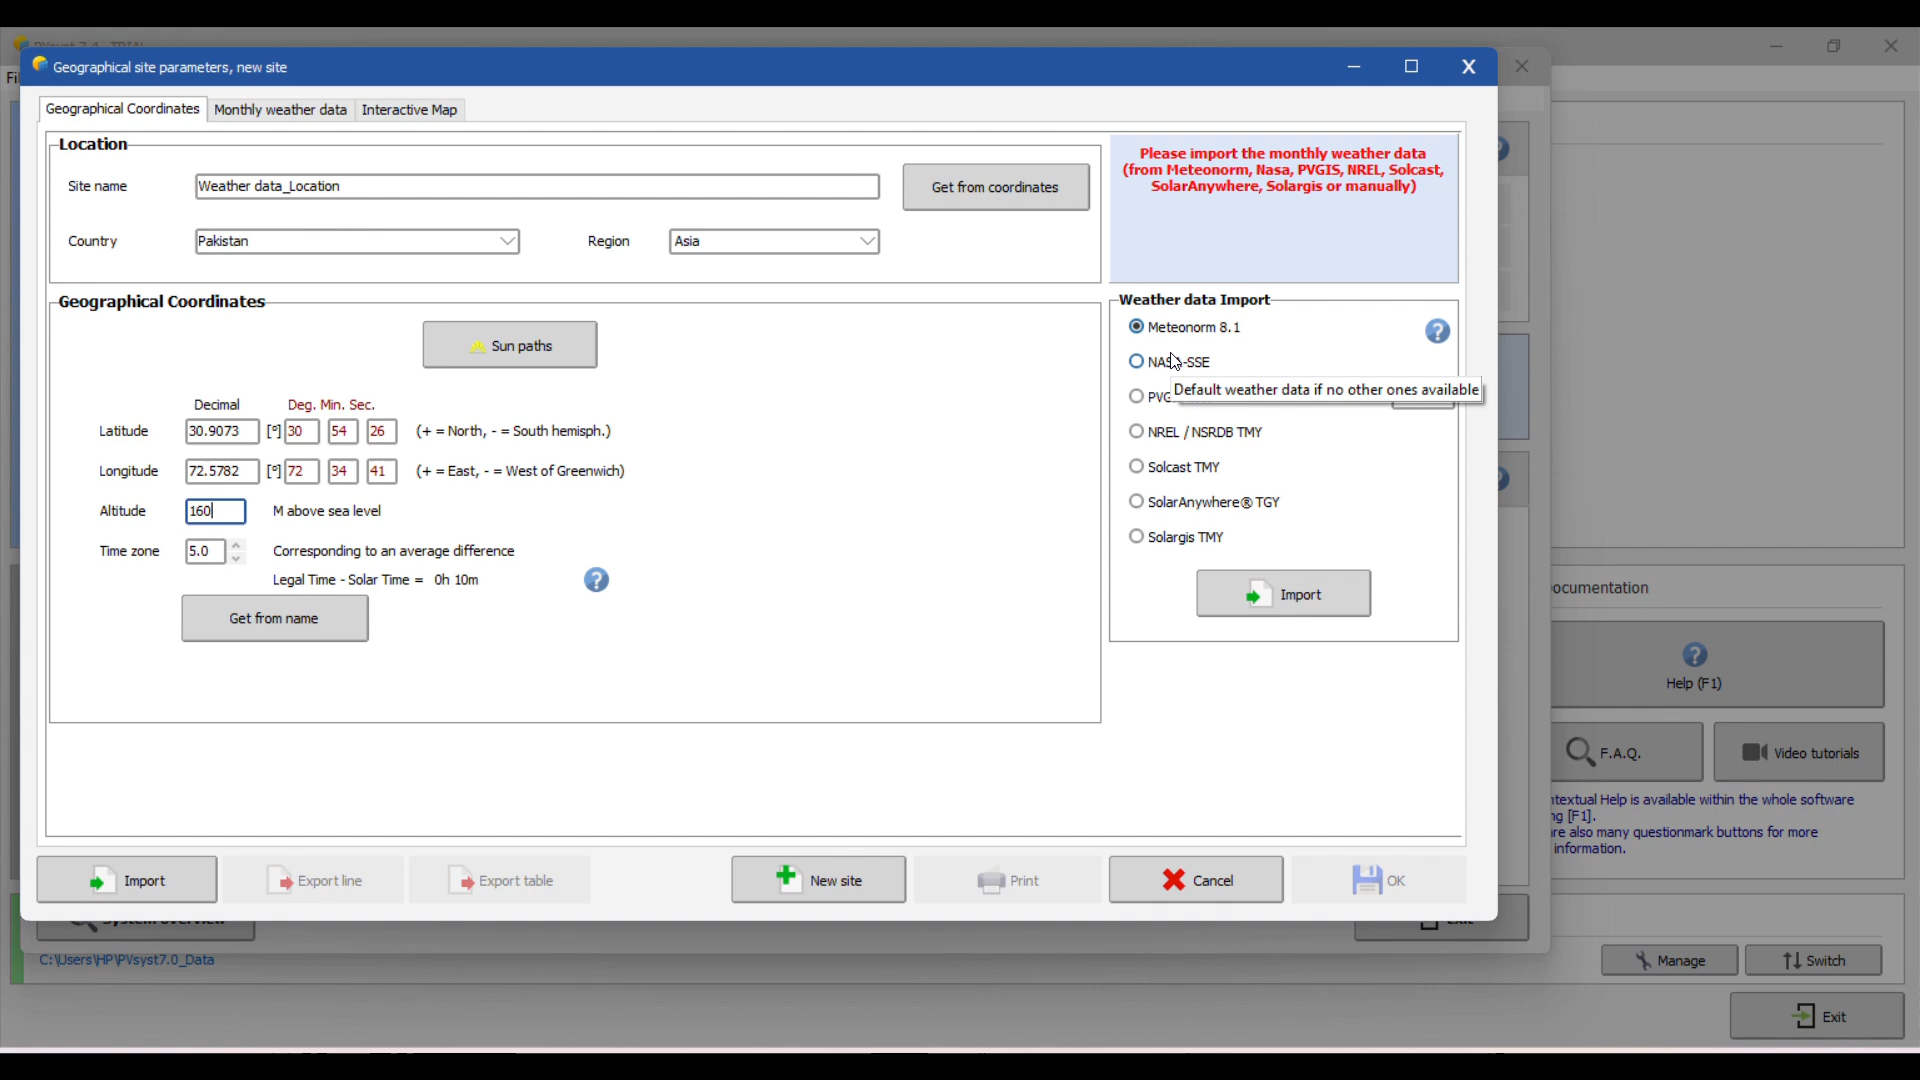 Geographical site parameters, new site
Geographical Coordinates
Monthly weather data
Interactive Map
Location
Site name
Weather data_Location
Get from coordinates
Country
Pakistan
Region
Asia
Please import the monthly weather data
(from Meteonorm, Nasa, PVGIS, NREL, Solcast,
SolarAnywhere, Solargis or manually)
Geographical Coordinates
Sun paths
Decimal
Deg. Min. Sec.
Latitude
30.9073 [°] 30 54 26 (+ = North, - = South hemisph.)
Longitude
72.5782 [°] 72 34 41 (+ = East, - = West of Greenwich)
Altitude
160
M above sea level
Time zone
5.0
Corresponding to an average difference
Legal Time - Solar Time = 0h 10m
Get from name
Weather data Import
Meteonorm 8.1
-SSE
Default weather data if no other ones available
NREL / NSRDB TMY
Solcast TMY
SolarAnywhere® TGY
Solargis TMY
Import
Import
Export line
Export table
New site
Print
Cancel
OK
C:\Users\HP\PVsyst7.0_Data
ocumentation
Help (F1)
F.A.Q.
Video tutorials
textual Help is available within the whole software
[F1].
re also many questionmark buttons for more
information.
Manage
Switch
Exit